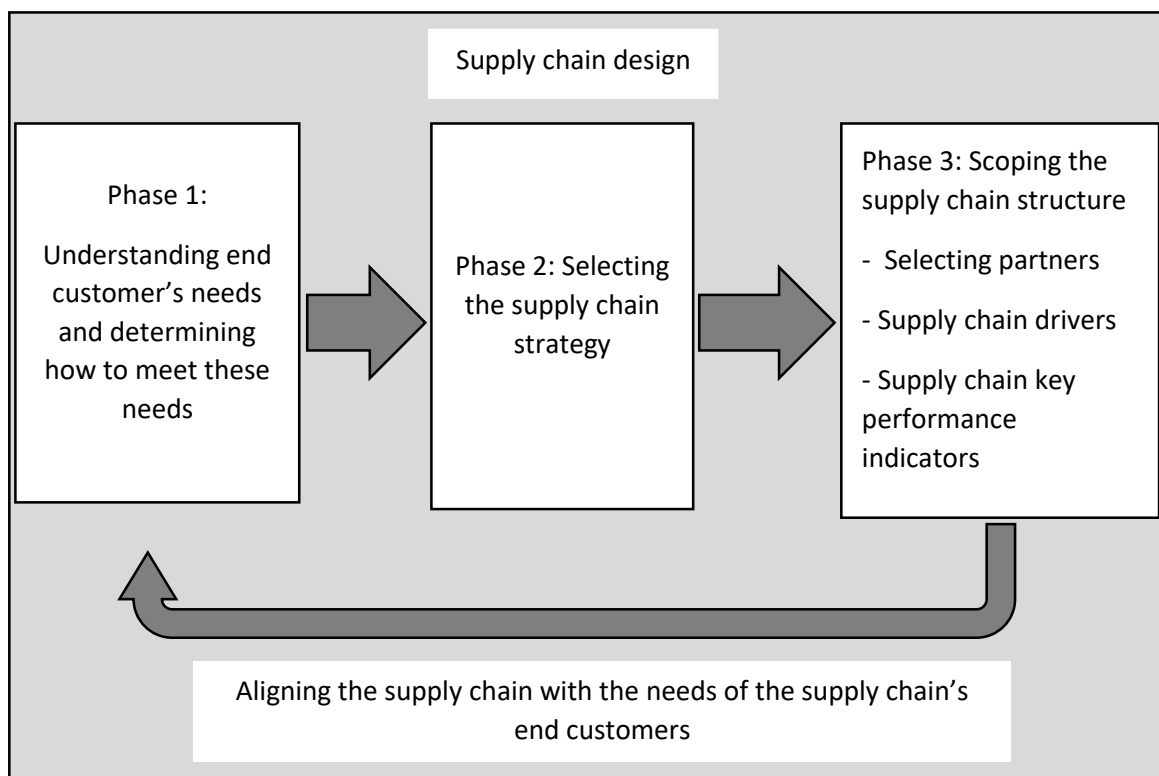 Supply chain design
Phase 1:
Understanding end
customer’s needs
and determining
how to meet these
needs
Phase 2: Selecting
the supply chain
strategy
Phase 3: Scoping the
supply chain structure
- Selecting partners
- Supply chain drivers
- Supply chain key
performance
indicators
Aligning the supply chain with the needs of the supply chain’s
end customers